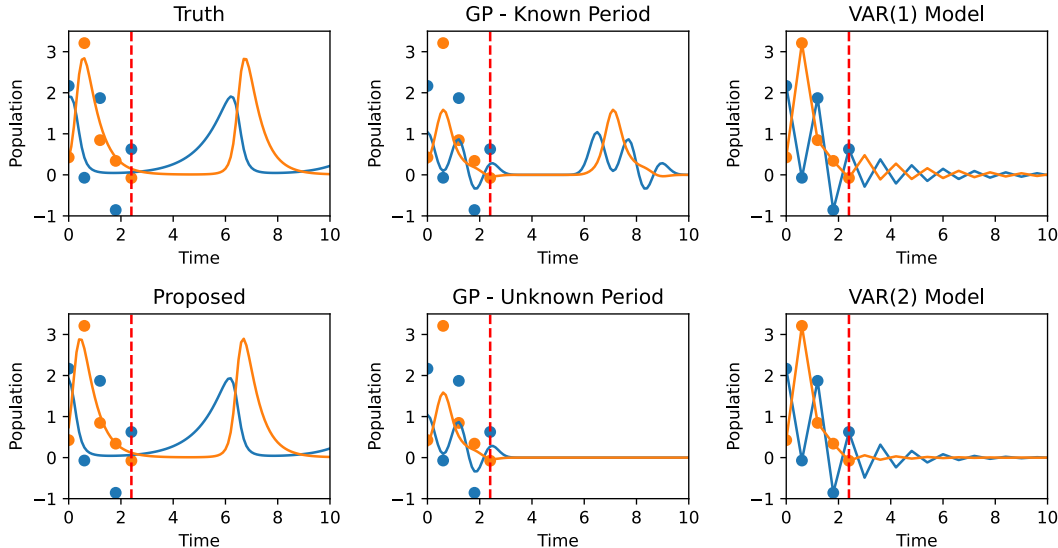 Truth
Population
3
2
1
0
−1
0 2 4 6 8 10
Time
GP - Known Period
Population
3
2
1
0
−1
0 2 4 6 8 10
Time
VAR(1) Model
Population
3
2
1
0
−1
0 2 4 6 8 10
Time
Proposed
Population
3
2
1
0
−1
0 2 4 6 8 10
Time
GP - Unknown Period
Population
3
2
1
0
−1
0 2 4 6 8 10
Time
VAR(2) Model
Population
3
2
1
0
−1
0 2 4 6 8 10
Time